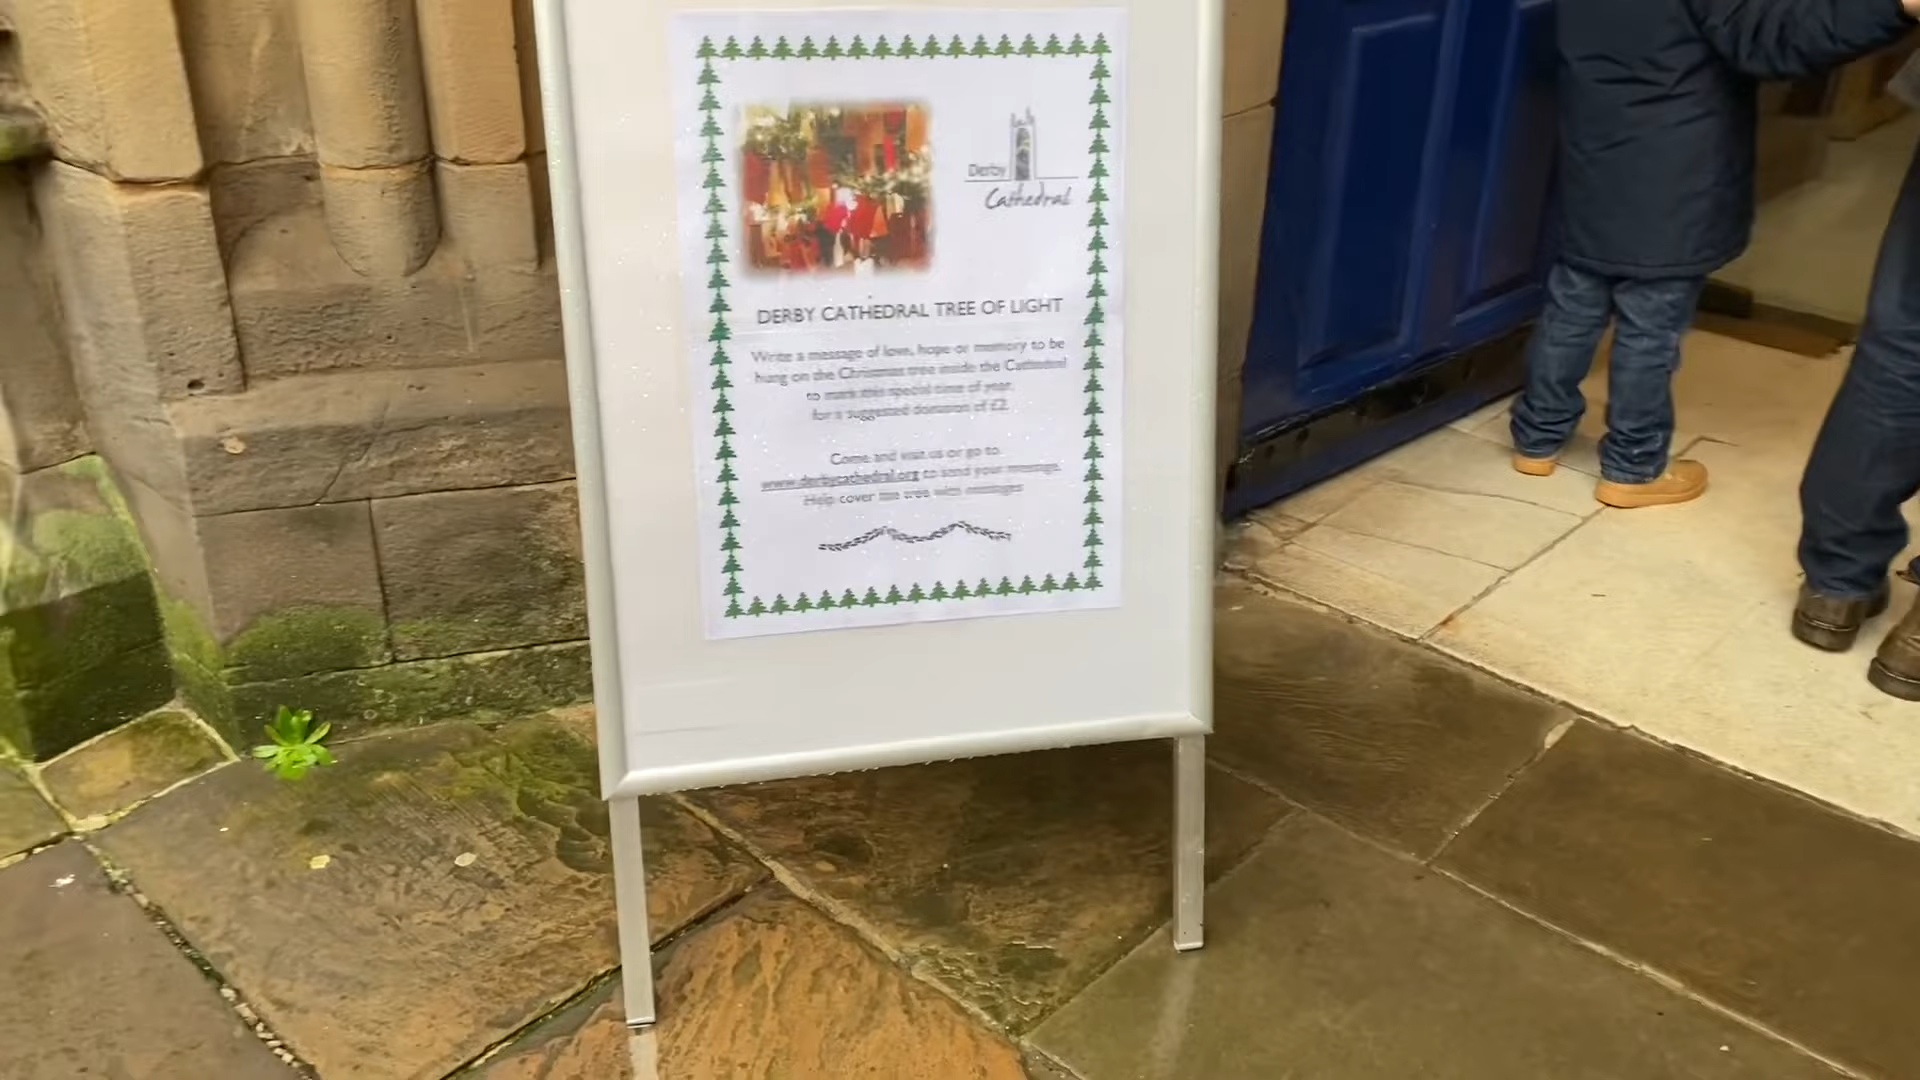 Derby
Cathedral
DERBY CATHEDRAL TREE OF LIGHT
Write a message of love, hope or memory to be
hung on the Christmas tree inside the Cathedral
to mark this special time of year,
for a suggested donation of £2.
Come and visit us or go to
www.derbycathedral.org to send your message.
Help cover the tree with messages